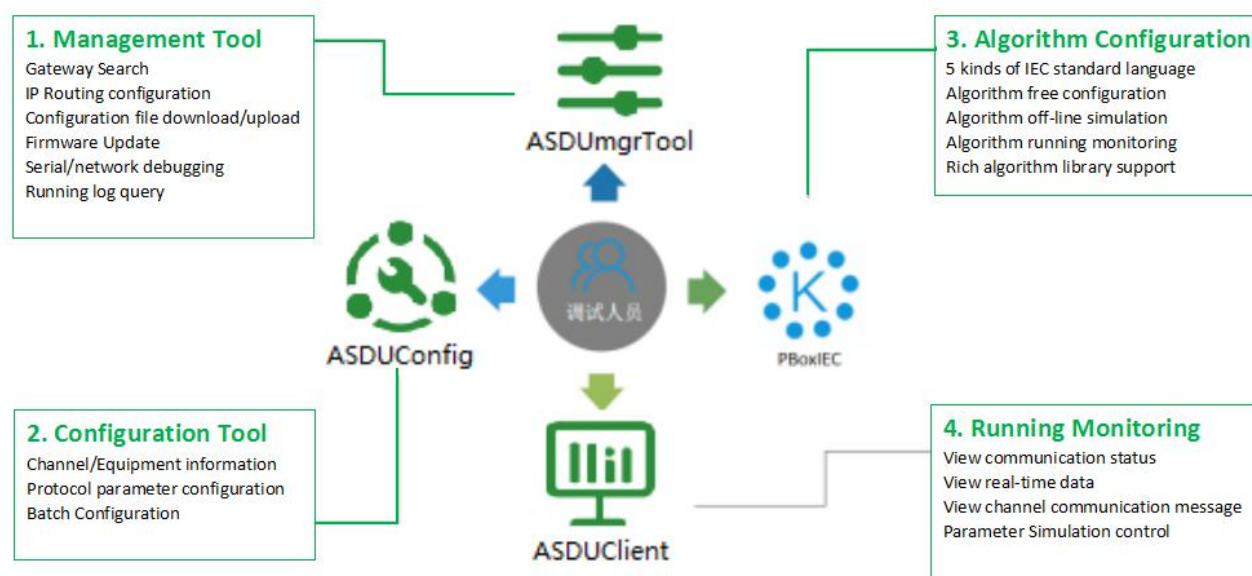 1. Management Tool
Gateway Search
IP Routing configuration
Configuration file download/upload
Firmware Update
Serial/network debugging
Running log query
ASDUmgrTool
3. Algorithm Configuration
5 kinds of IEC standard language
Algorithm free configuration
Algorithm off-line simulation
Algorithm running monitoring
Rich algorithm library support
ASDUConfig
调试人员
K
PBoxIEC
2. Configuration Tool
Channel/Equipment information
Protocol parameter configuration
Batch Configuration
ASDUClient
4. Running Monitoring
View communication status
View real-time data
View channel communication message
Parameter Simulation control